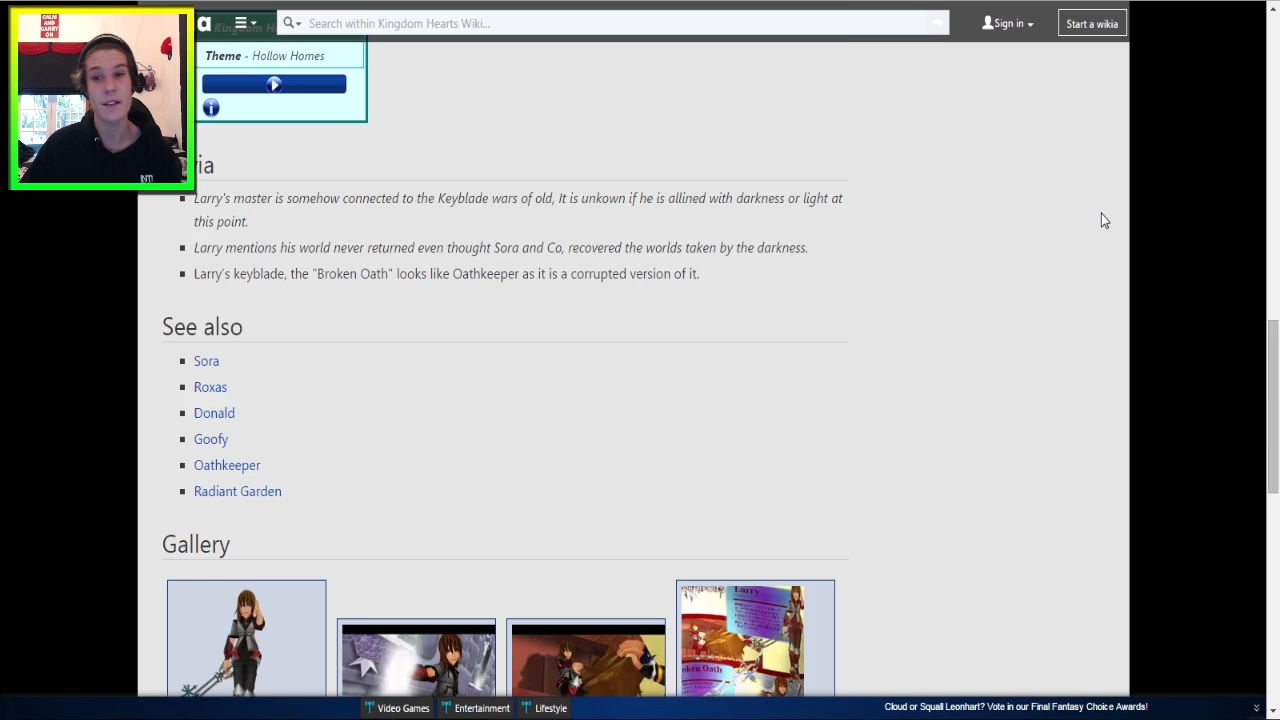 CALM
AND
CARRY
ON
a
Search within Kingdom Hearts Wiki...
Sign in
Start a wikia
Theme - Hollow Homes
via
Larry's master is somehow connected to the Keyblade wars of old, It is unkown if he is allined with darkness or light at
this point.
Larry mentions his world never returned even thought Sora and Co, recovered the worlds taken by the darkness.
Larry's keyblade, the "Broken Oath" looks like Oathkeeper as it is a corrupted version of it.
See also
Sora
Roxas
Donald
Goofy
Oathkeeper
Radiant Garden
Gallery
Larry
Broken Oath
Video Games
Entertainment
Lifestyle
Cloud or Squall Leonhart? Vote in our Final Fantasy Choice Awards!